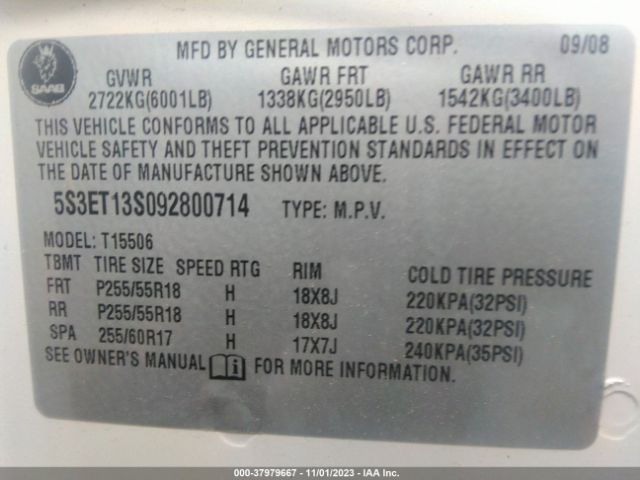 MFD BY GENERAL MOTORS CORP. 09/08
SAAB
GVWR GAWR FRT GAWR RR
2722KG(6001LB) 1338KG(2950LB) 1542KG(3400LB)
THIS VEHICLE CONFORMS TO ALL APPLICABLE U.S. FEDERAL MOTOR
VEHICLE SAFETY AND THEFT PREVENTION STANDARDS IN EFFECT ON
THE DATE OF MANUFACTURE SHOWN ABOVE.
5S3ET13S092800714 TYPE: M.P.V.
MODEL: T15506
TBMT TIRE SIZE SPEED RTG RIM COLD TIRE PRESSURE
FRT P255/55R18 H 18X8J 220KPA(32PSI)
RR P255/55R18 H 18X8J 220KPA(32PSI)
SPA 255/60R17 H 17X7J 240KPA(35PSI)
SEE OWNER'S MANUAL i FOR MORE INFORMATION.
000-37979667 - 11/01/2023 - IAA Inc.